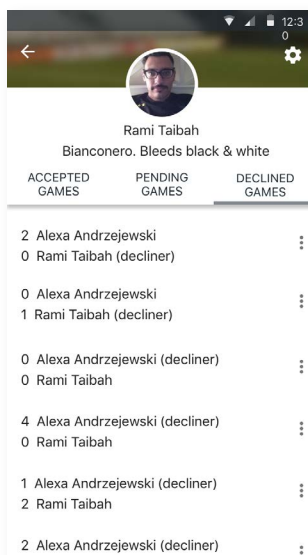 12:3
0
Rami Taibah
Bianconero. Bleeds black & white
ACCEPTED GAMES
PENDING GAMES
DECLINED GAMES
2 Alexa Andrzejewski
0 Rami Taibah (decliner)
0 Alexa Andrzejewski
1 Rami Taibah (decliner)
0 Alexa Andrzejewski (decliner)
0 Rami Taibah
4 Alexa Andrzejewski (decliner)
0 Rami Taibah
1 Alexa Andrzejewski (decliner)
2 Rami Taibah
2 Alexa Andrzejewski (decliner)